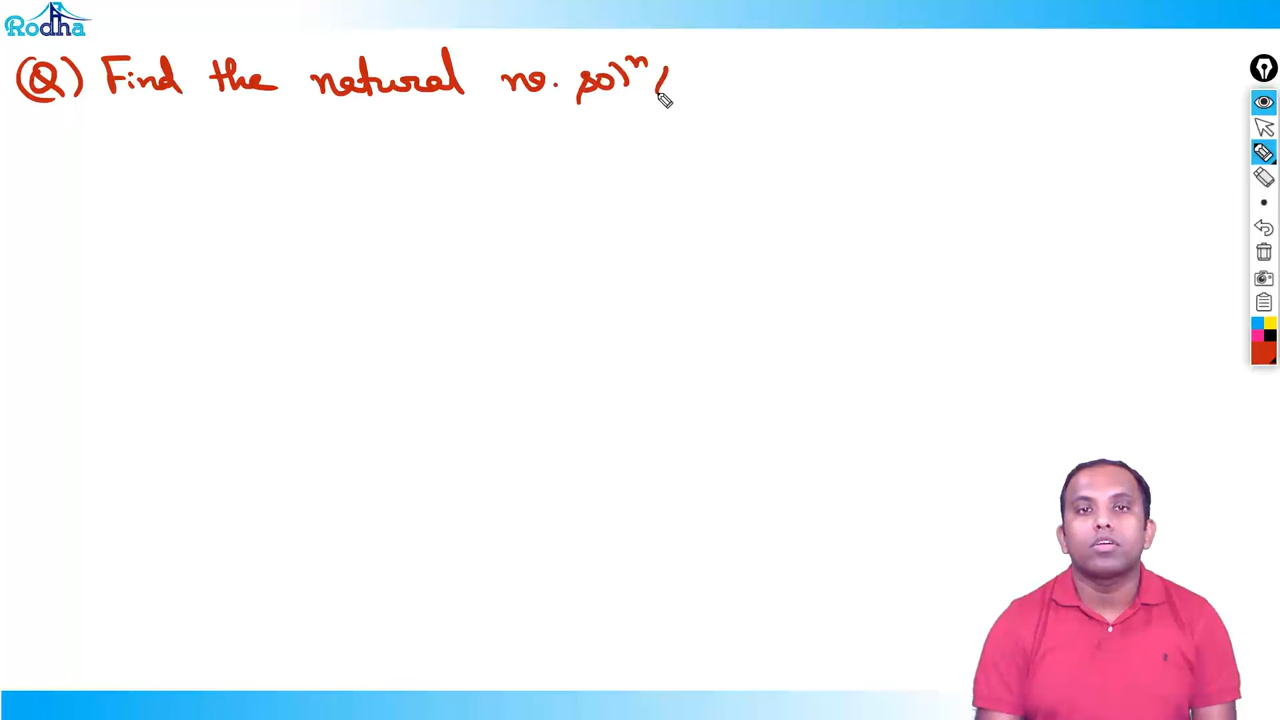 Rodha
(Q) Find the natural no. solⁿ (